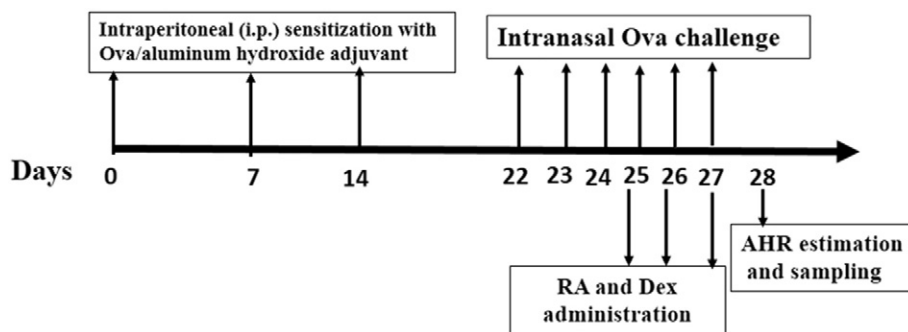 Intraperitoneal (i.p.) sensitization with
Ova/aluminum hydroxide adjuvant
Intranasal Ova challenge
Days 0 7 14 22 23 24 25 26 27 28
RA and Dex
administration
AHR estimation
and sampling